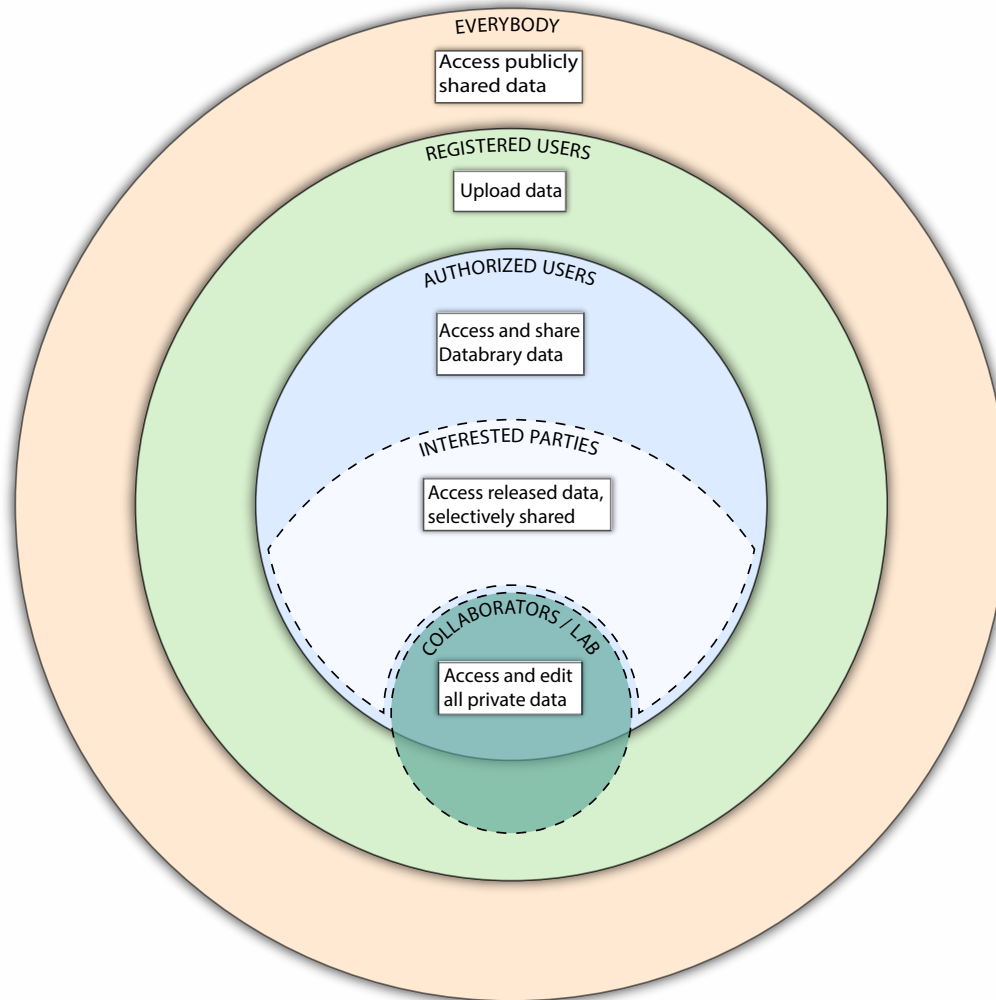 EVERYBODY
Access publicly
shared data
REGISTERED USERS
Upload data
AUTHORIZED USERS
Access and share
Databrary data
INTERESTED PARTIES
Access released data,
selectively shared
COLLABORATORS / LAB
Access and edit
all private data